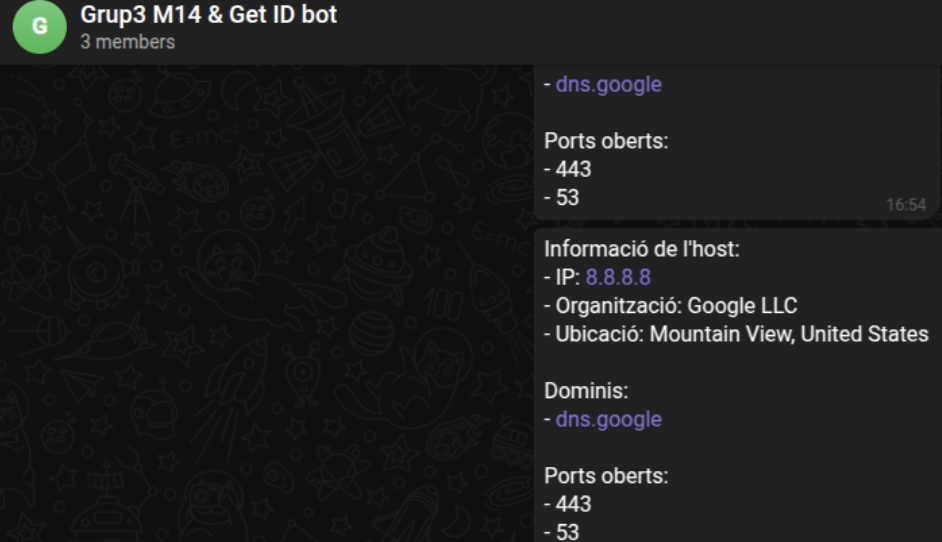 G
Grup3 M14 & Get ID bot
3 members
- dns.google
Ports oberts:
- 443
- 53
16:54
Informació de l'host:
- IP: 8.8.8.8
- Organització: Google LLC
- Ubicació: Mountain View, United States
Dominis:
- dns.google
Ports oberts:
- 443
- 53